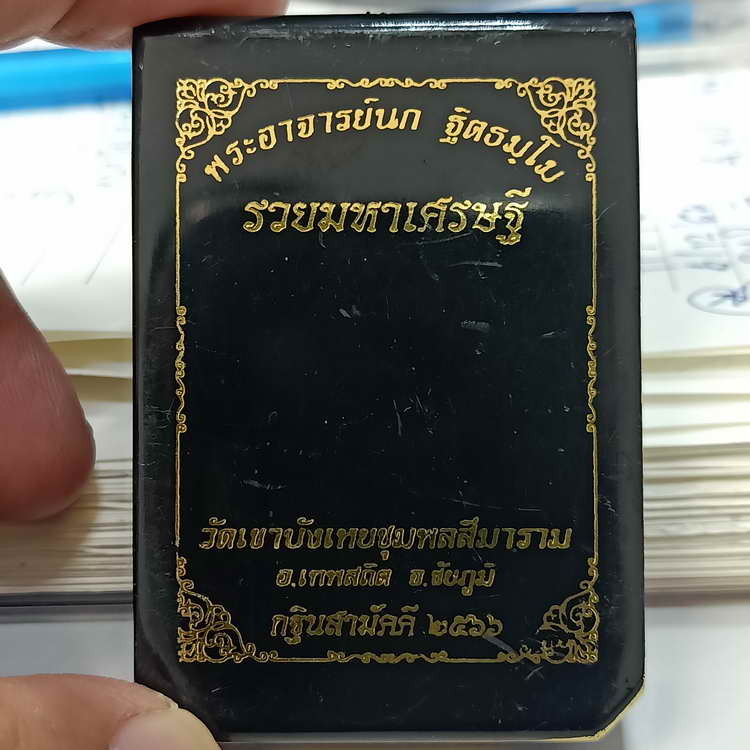 พระอาจารย์นก ฐิตธมฺโม
รวยมหาเศรษฐี
วัดเขาบังเหยชุมพลสีมาราม
อ.เทพสถิต จ.ชัยภูมิ
กฐินสามัคคี ๒๕๖๖